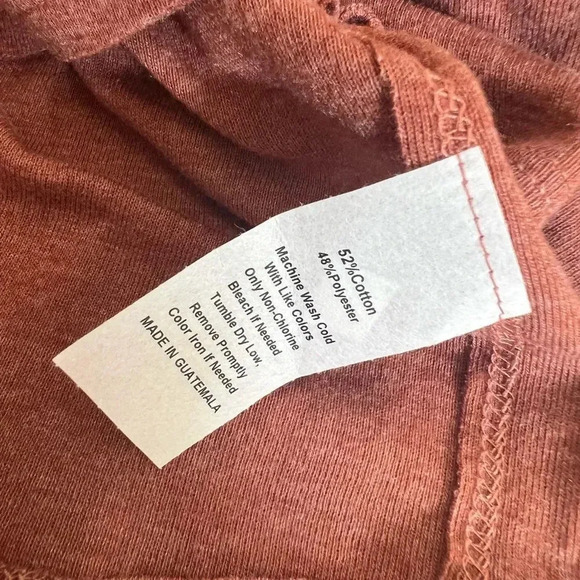 52%Cotton
48%Polyester
Machine Wash Cold
With Like Colors
Only Non-Chlorine
Bleach If Needed
Tumble Dry Low,
Remove Promptly
Color Iron If Needed
MADE IN GUATEMALA